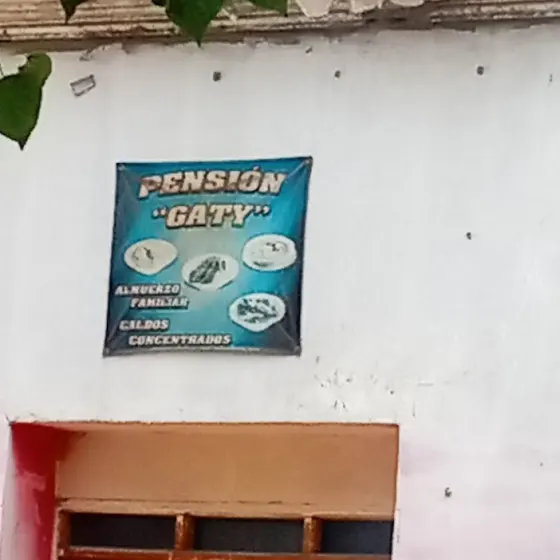 PENSIÓN
"GATY"
ALMUERZO
FAMILIAR
CALDOS
CONCENTRADOS